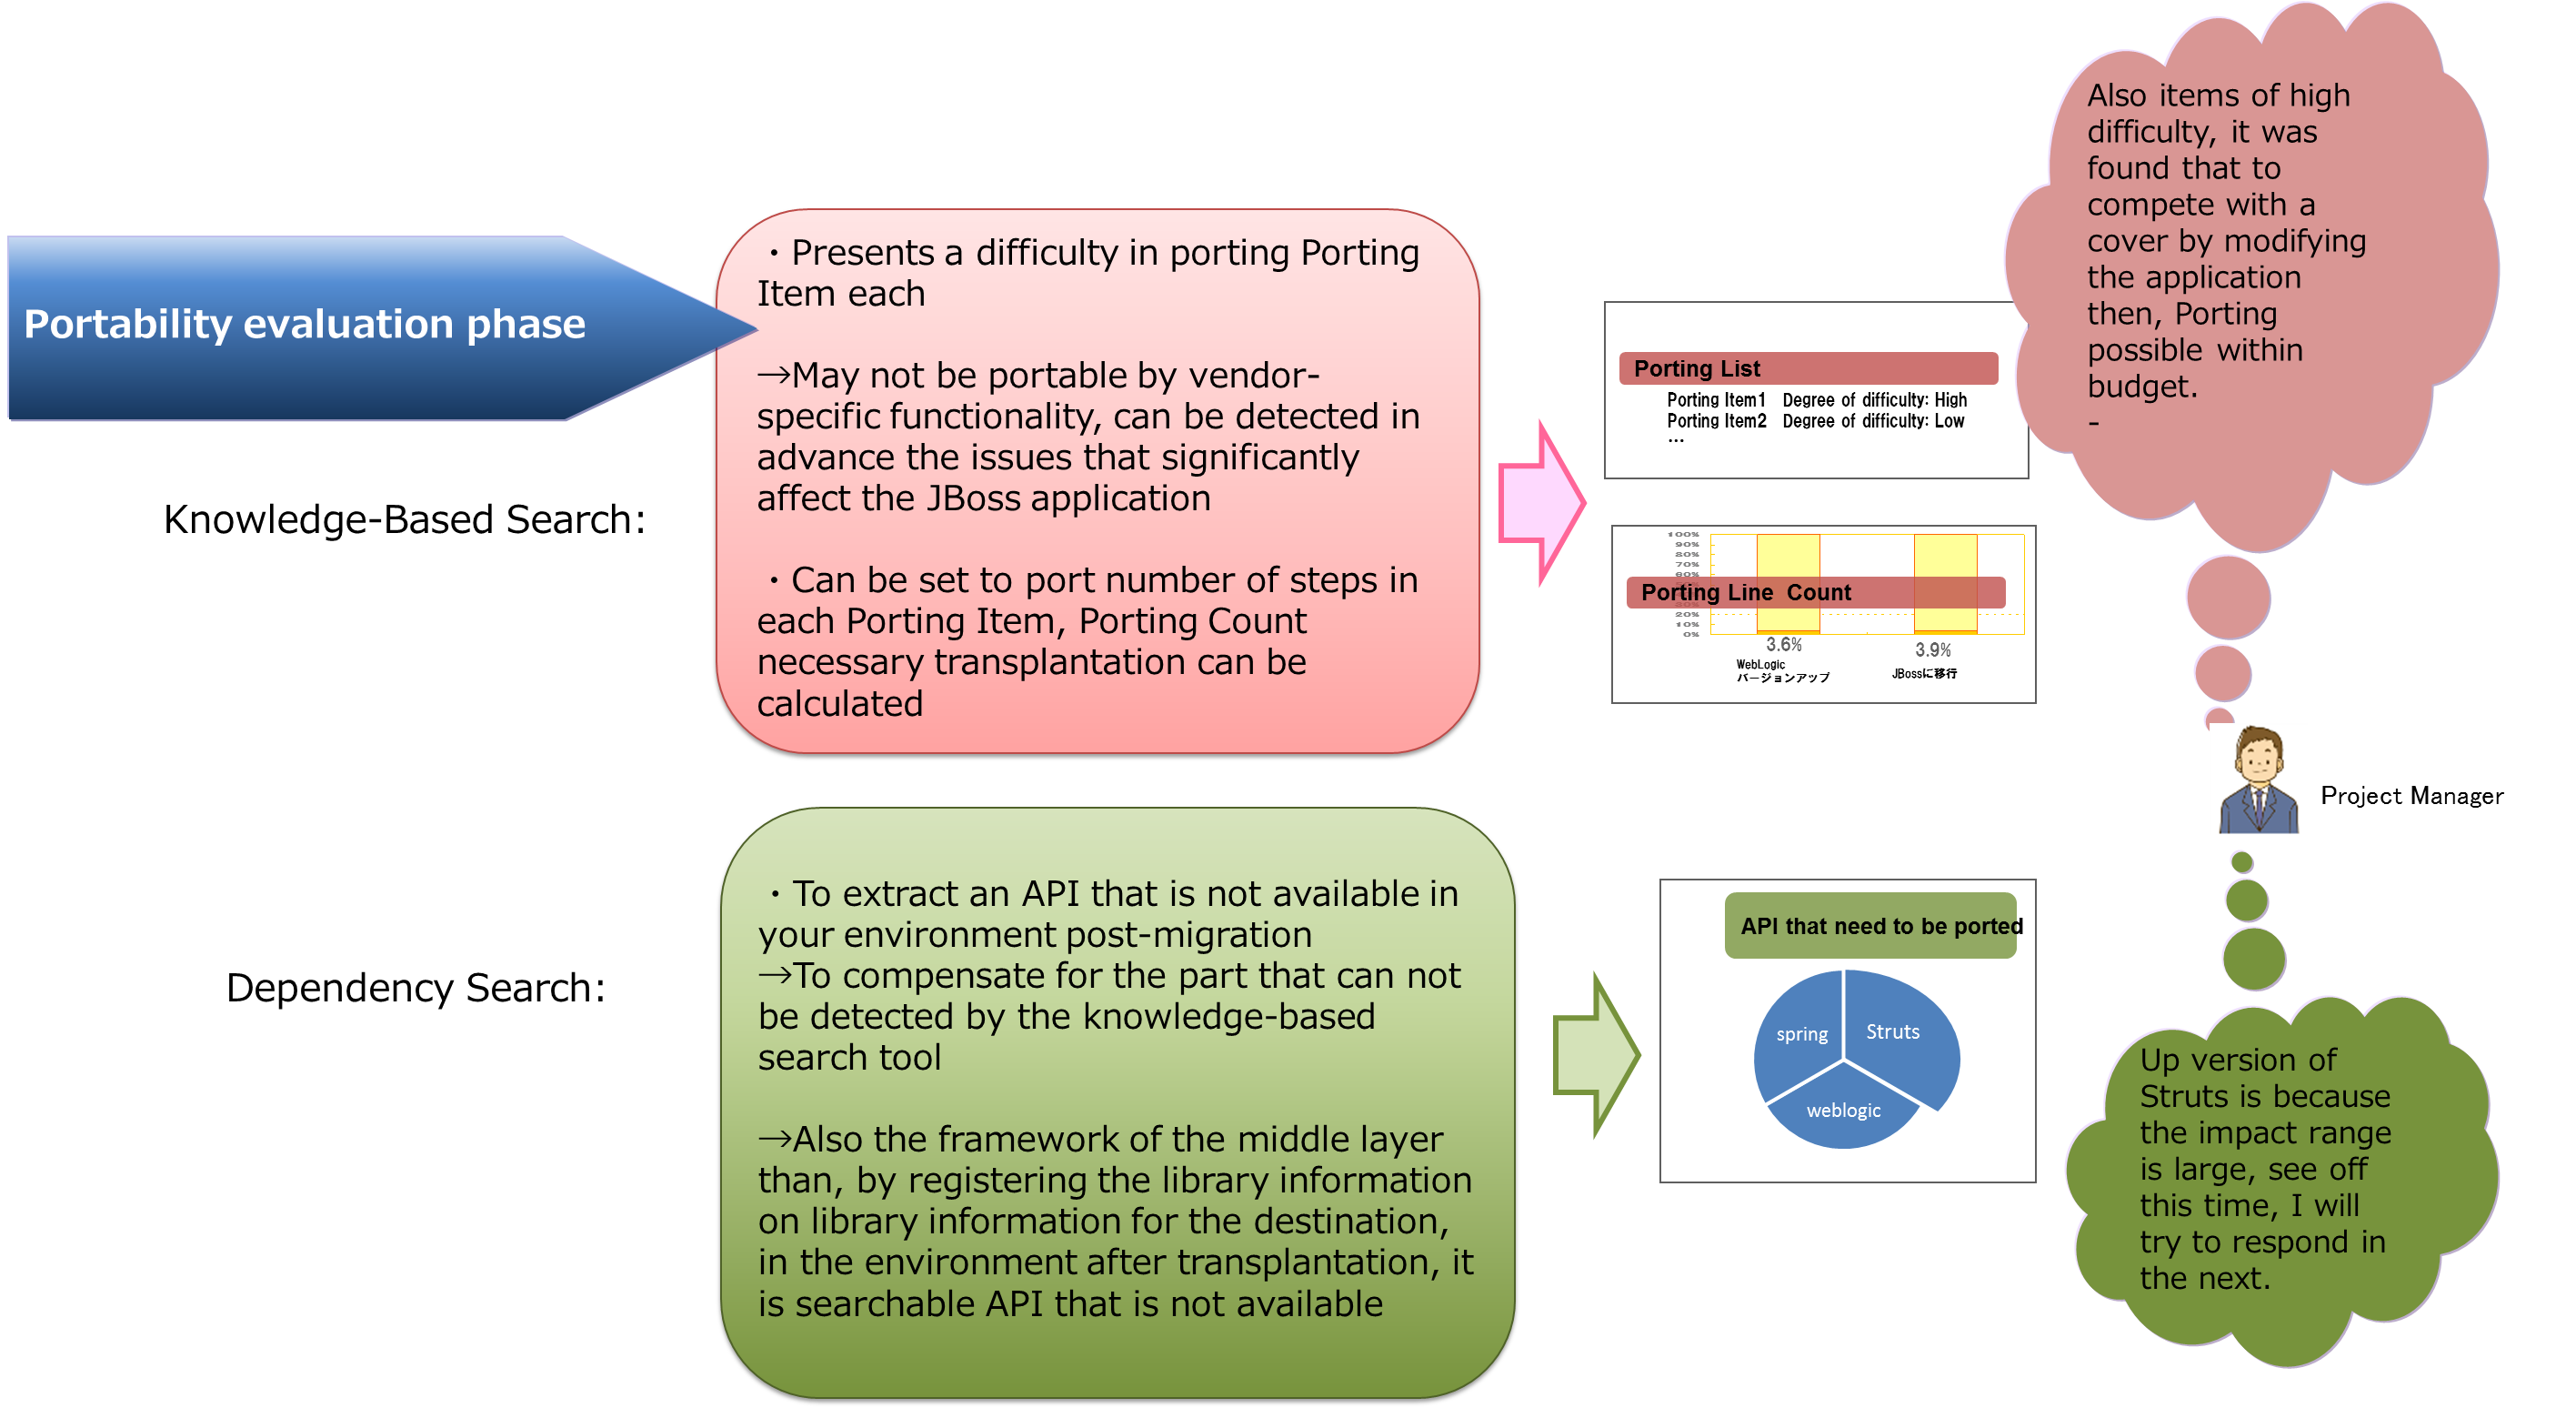 Portability evaluation phase
Knowledge-Based Search:
・Presents a difficulty in porting Porting
Item each
→May not be portable by vendor-
specific functionality, can be detected in
advance the issues that significantly
affect the JBoss application
・Can be set to port number of steps in
each Porting Item, Porting Count
necessary transplantation can be
calculated
Porting List
Porting Item1 Degree of difficulty: High
Porting Item2 Degree of difficulty: Low
...
100%
90%
80%
70%
60%
Porting Line Count
20%
10%
0%
3.6%
3.9%
WebLogic
バージョンアップ
JBossに移行
Also items of high
difficulty, it was
found that to
compete with a
cover by modifying
the application
then, Porting
possible within
budget.
-
Project Manager
Dependency Search:
・To extract an API that is not available in
your environment post-migration
→To compensate for the part that can not
be detected by the knowledge-based
search tool
→Also the framework of the middle layer
than, by registering the library information
on library information for the destination,
in the environment after transplantation, it
is searchable API that is not available
API that need to be ported
spring
Struts
weblogic
Up version of
Struts is because
the impact range
is large, see off
this time, I will
try to respond in
the next.